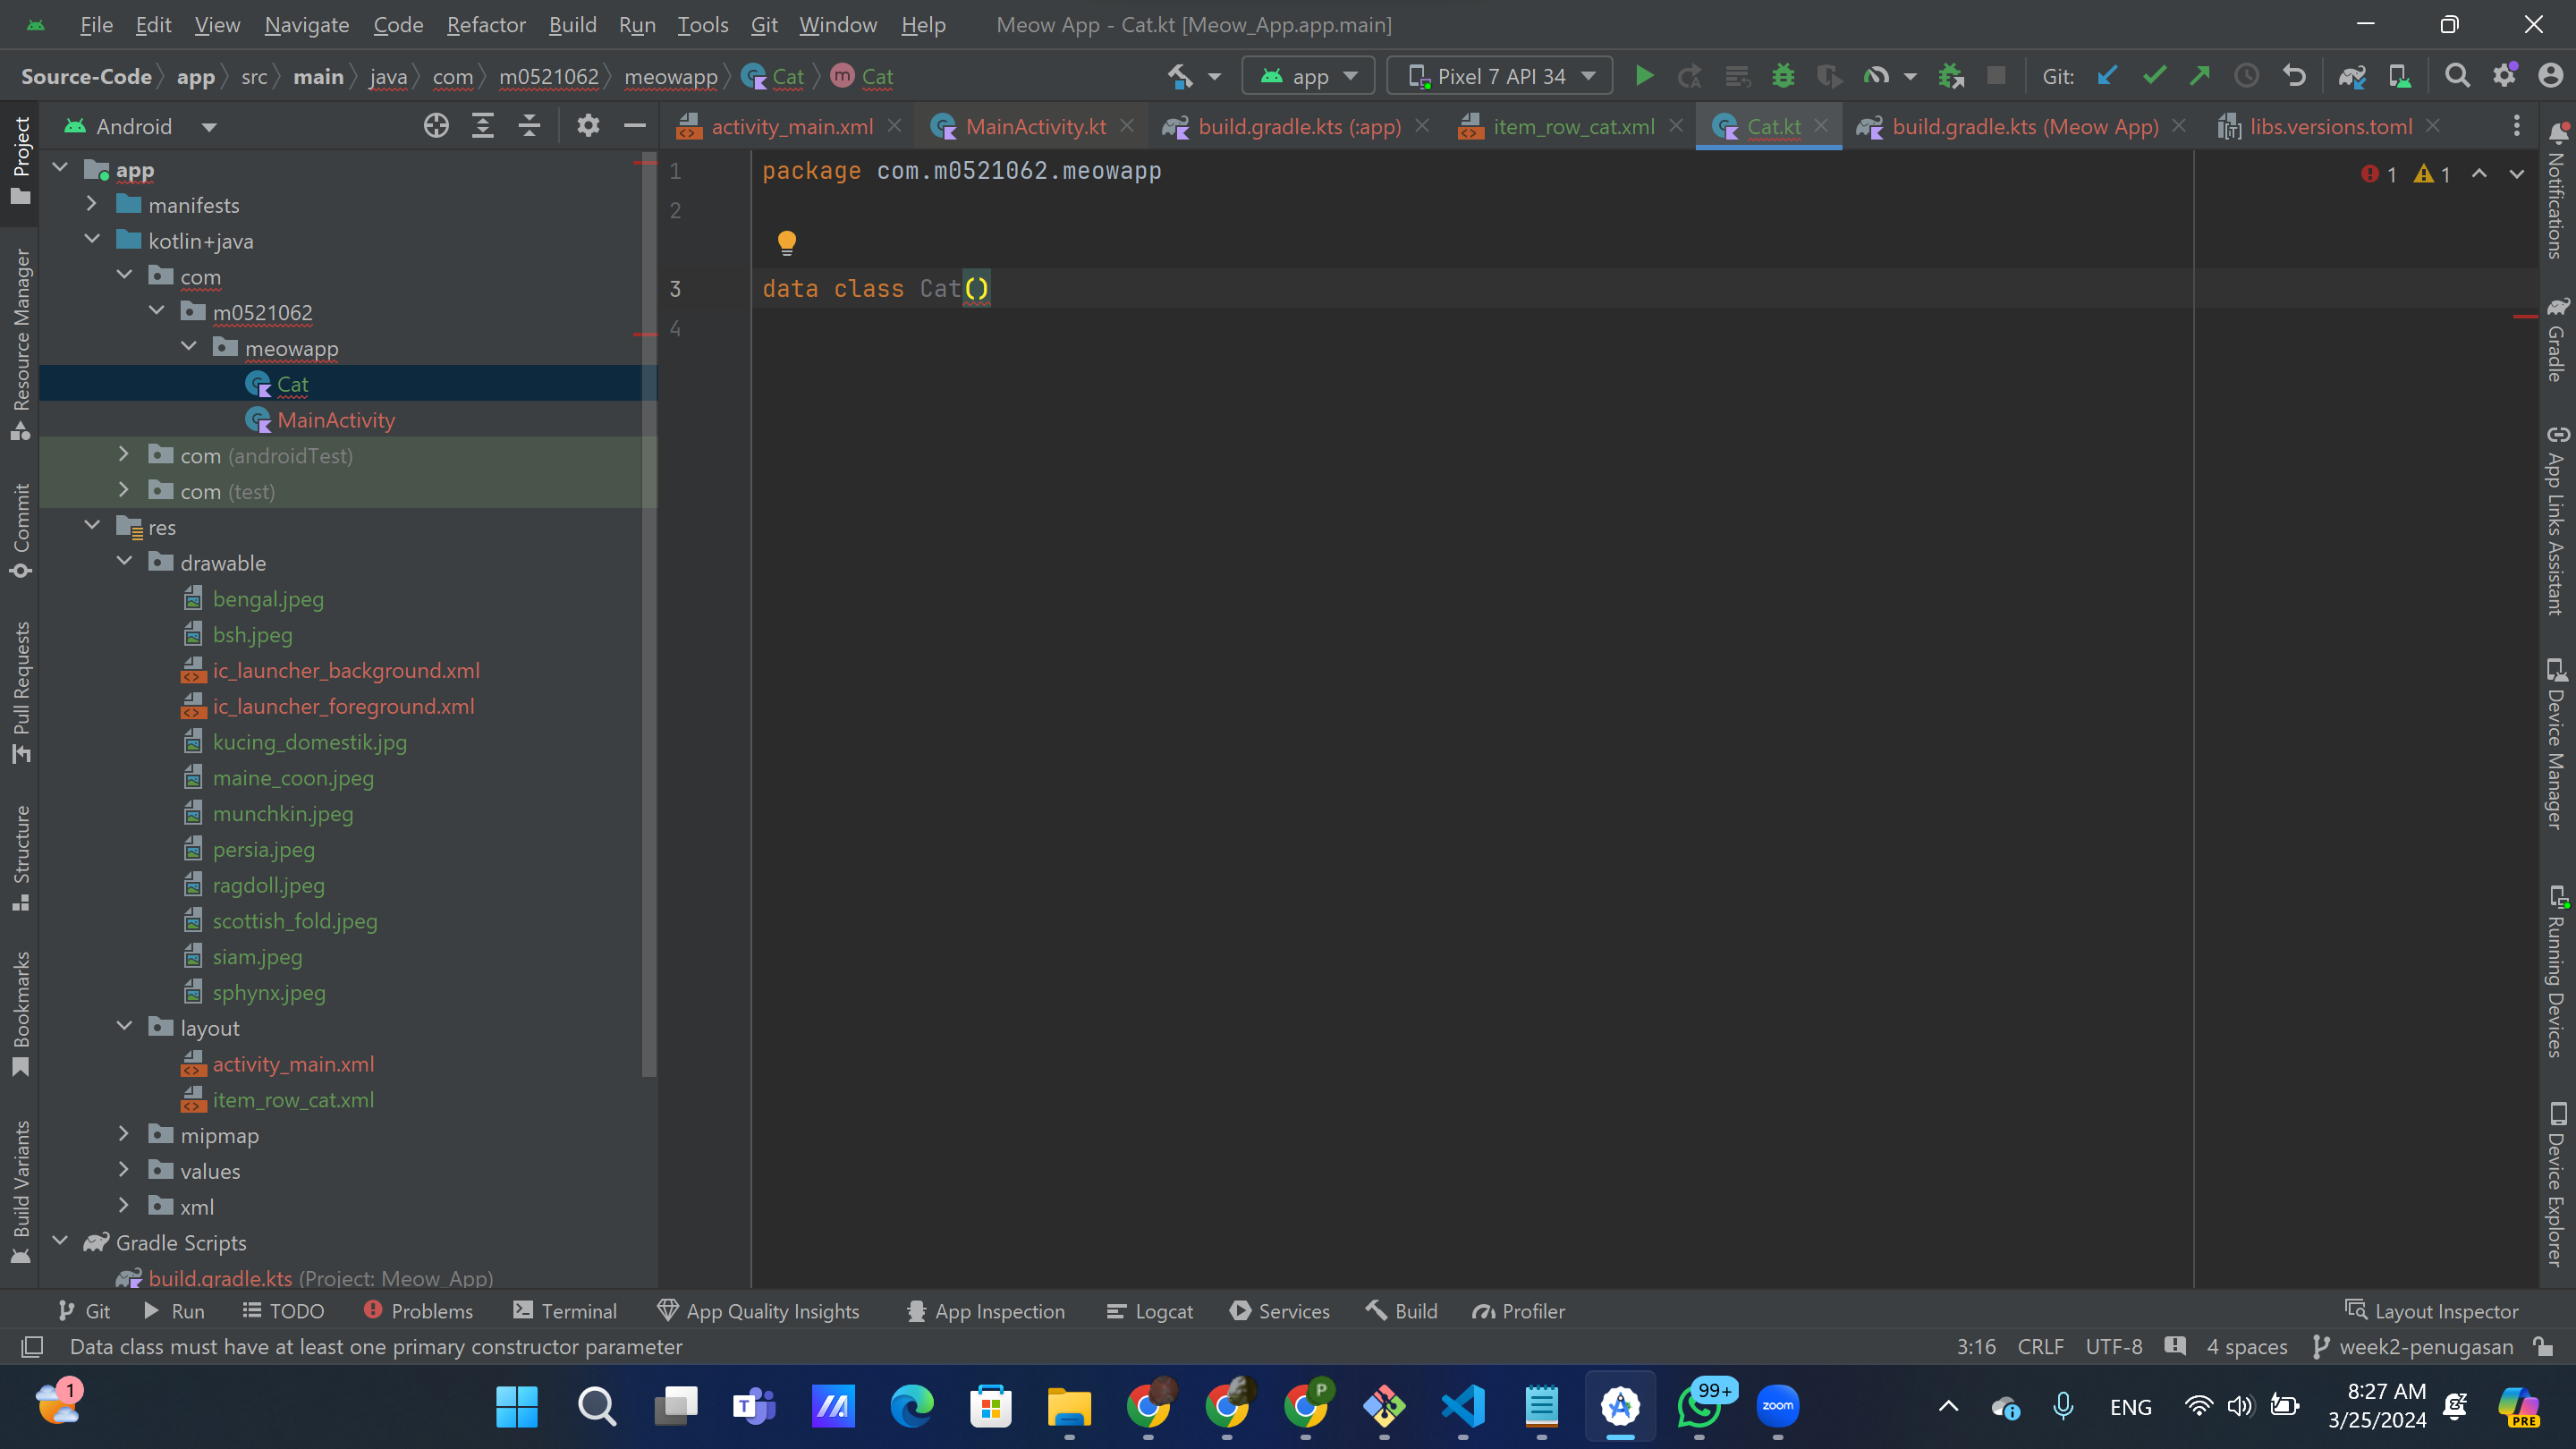 File Edit View Navigate Code Refactor Build Run Tools Git Window Help Meow App - Cat.kt [Meow_App.app.main]
Source-Code app src main java com m0521062 meowapp Cat m Cat app Pixel 7 API 34 Git:
Android activity_main.xml MainActivity.kt build.gradle.kts (:app) item_row_cat.xml Cat.kt build.gradle.kts (Meow App) libs.versions.toml
Project
Resource Manager
Commit
Pull Requests
Structure
Bookmarks
Build Variants
app
manifests
kotlin+java
com
m0521062
meowapp
Cat
MainActivity
com (androidTest)
com (test)
res
drawable
bengal.jpeg
bsh.jpeg
ic_launcher_background.xml
ic_launcher_foreground.xml
kucing_domestik.jpg
maine_coon.jpeg
munchkin.jpeg
persia.jpeg
ragdoll.jpeg
scottish_fold.jpeg
siam.jpeg
sphynx.jpeg
layout
activity_main.xml
item_row_cat.xml
mipmap
values
xml
Gradle Scripts
build.gradle.kts (Project: Meow_App)
1 package com.m0521062.meowapp
2
3 data class Cat()
4
1 1
Notifications
Gradle
App Links Assistant
Device Manager
Running Devices
Device Explorer
Git Run TODO Problems Terminal App Quality Insights App Inspection Logcat Services Build Profiler Layout Inspector
Data class must have at least one primary constructor parameter 3:16 CRLF UTF-8 4 spaces week2-penugasan
1
T
P
99+
zoom
ENG
8:27 AM
3/25/2024
PRE